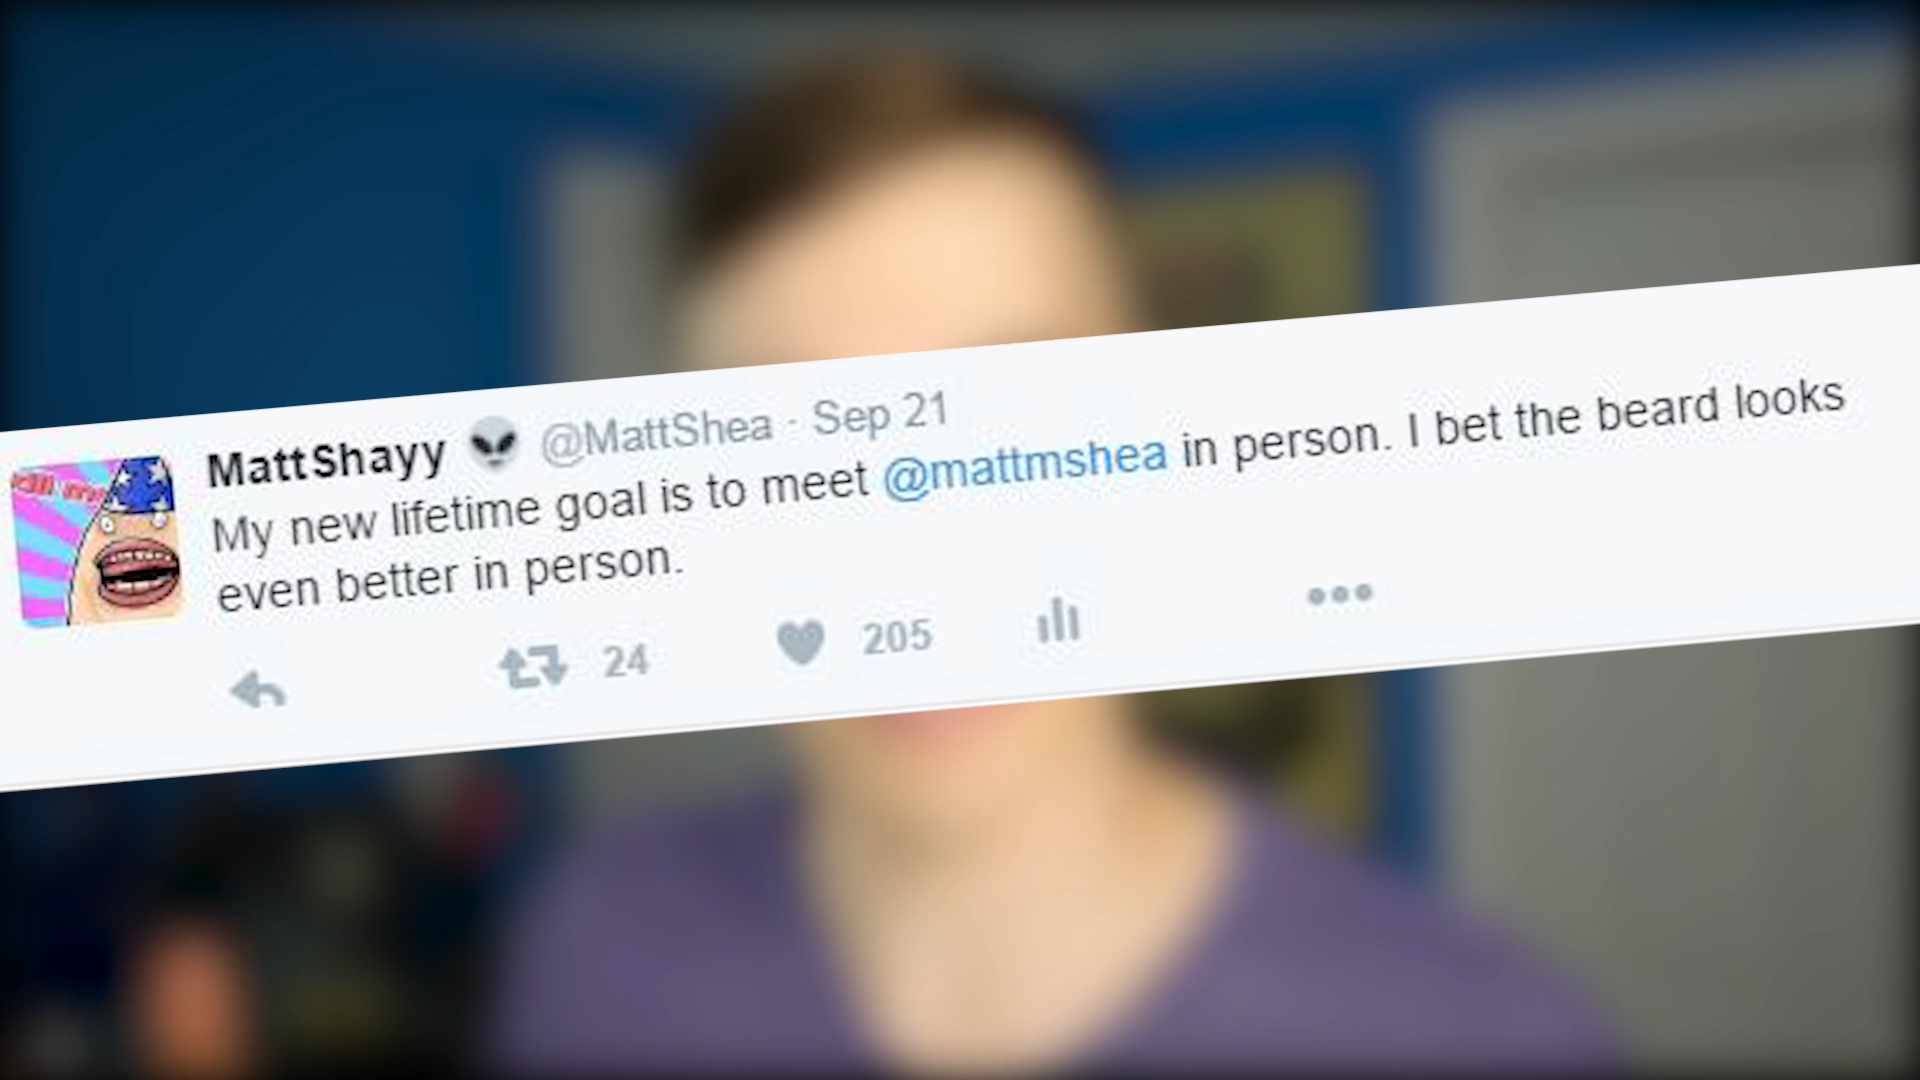 MattShayy 👽 @MattShea · Sep 21
My new lifetime goal is to meet @mattmshea in person. I bet the beard looks
even better in person.
24 205